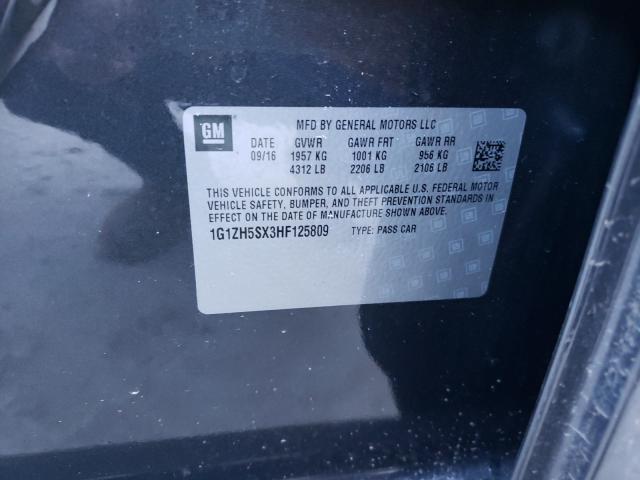 GM
MFD BY GENERAL MOTORS LLC
DATE GVWR GAWR FRT GAWR RR
09/16 1957 KG 1001 KG 956 KG
4312 LB 2206 LB 2106 LB
THIS VEHICLE CONFORMS TO ALL APPLICABLE U.S. FEDERAL MOTOR
VEHICLE SAFETY, BUMPER, AND THEFT PREVENTION STANDARDS IN
EFFECT ON THE DATE OF MANUFACTURE SHOWN ABOVE.
1G1ZH5SX3HF125809 TYPE: PASS CAR